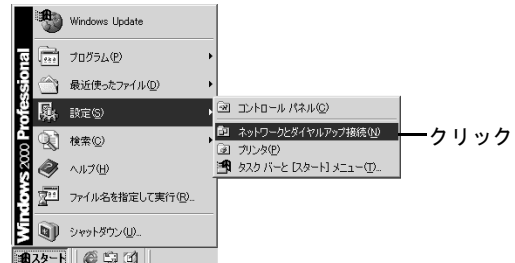 Windows 2000 Professional
Windows Update
プログラム(P)
最近使ったファイル(D)
設定(S)
検索(C)
ヘルプ(H)
ファイル名を指定して実行(R)...
シャットダウン(U)...
スタート
コントロール パネル(C)
ネットワークとダイヤルアップ接続(N)
プリンタ(P)
タスク バーと [スタート] メニュー(T)...
クリック